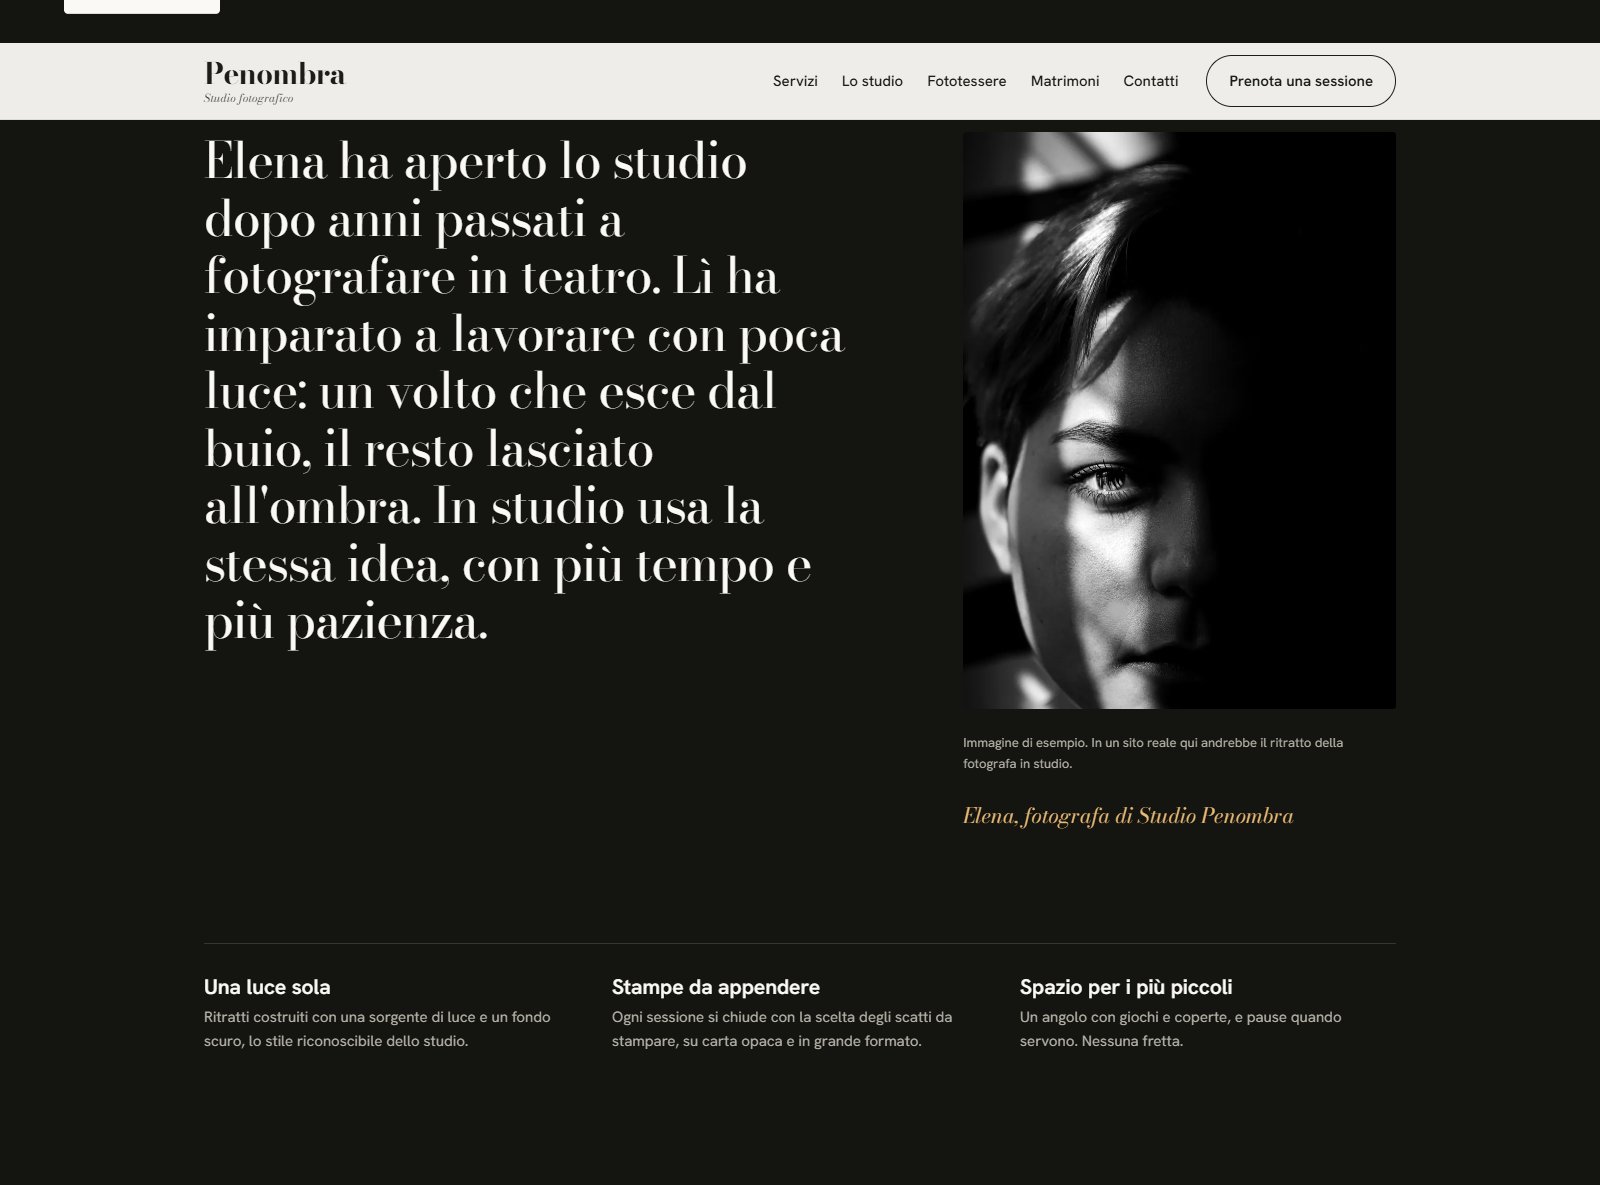 Penombra
Studio fotografico
Servizi Lo studio Fototessere Matrimoni Contatti Prenota una sessione
Elena ha aperto lo studio
dopo anni passati a
fotografare in teatro. Lì ha
imparato a lavorare con poca
luce: un volto che esce dal
buio, il resto lasciato
all'ombra. In studio usa la
stessa idea, con più tempo e
più pazienza.
Immagine di esempio. In un sito reale qui andrebbe il ritratto della
fotografa in studio.
Elena, fotografa di Studio Penombra
Una luce sola
Ritratti costruiti con una sorgente di luce e un fondo
scuro, lo stile riconoscibile dello studio.
Stampe da appendere
Ogni sessione si chiude con la scelta degli scatti da
stampare, su carta opaca e in grande formato.
Spazio per i più piccoli
Un angolo con giochi e coperte, e pause quando
servono. Nessuna fretta.